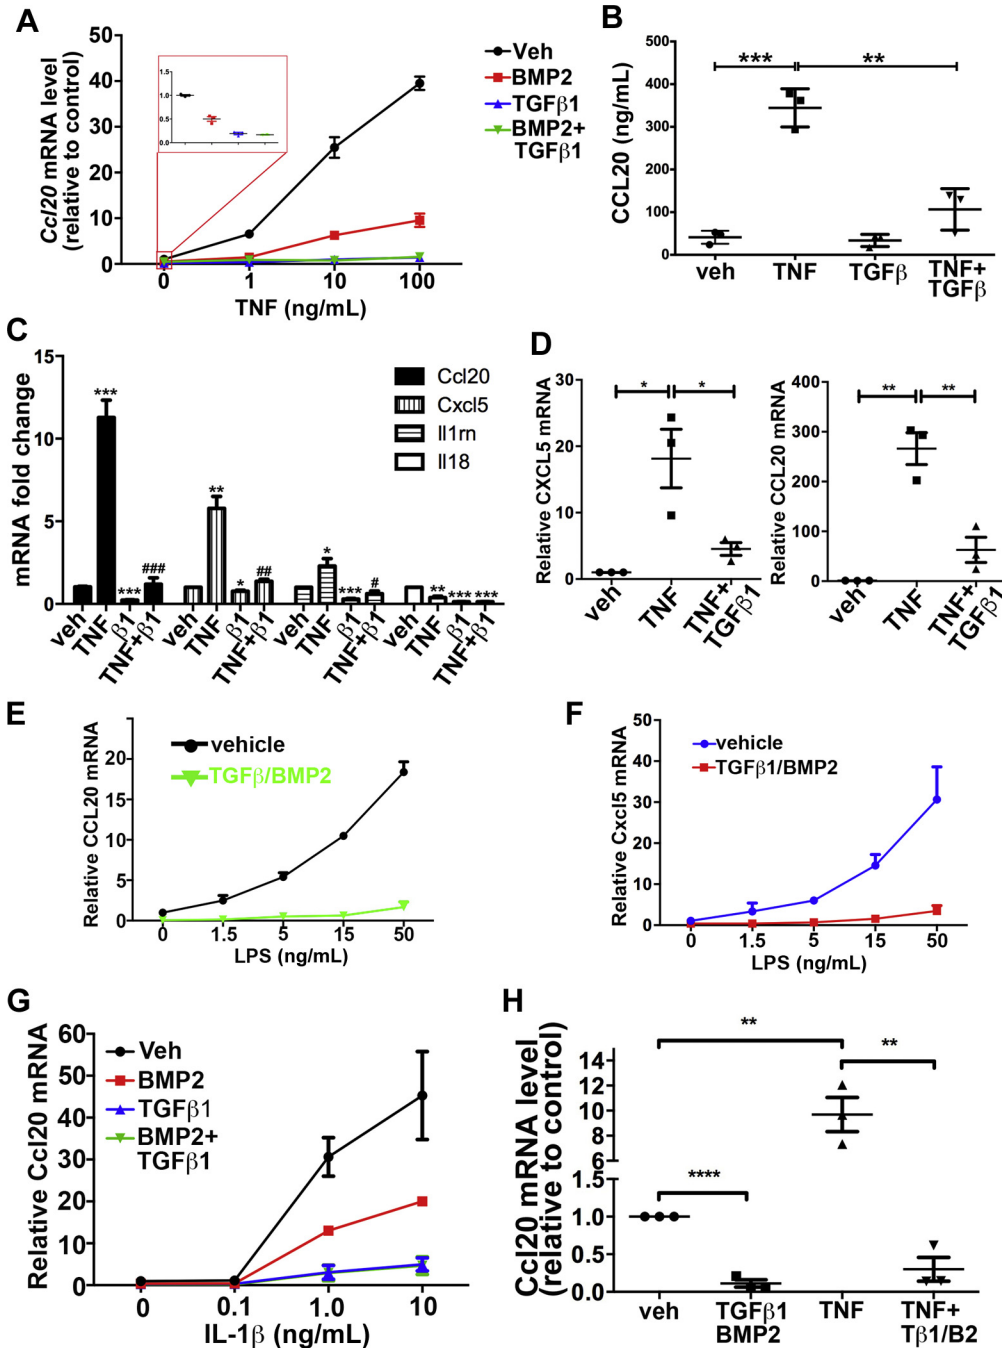 A
Ccl20 mRNA level
(relative to control)
50
40
30
20
10
0
1.5
1.0
0.5
0.0
0 1 10 100
TNF (ng/mL)
Veh
BMP2
TGFβ1
BMP2+
TGFβ1
B
CCL20 (ng/mL)
500
400
300
200
100
0
*** **
veh TNF TGFβ TNF+
TGFβ
C
mRNA fold change
15
10
5
0
Ccl20
Cxcl5
Il1rn
Il18
*** *** ###
** * ##
* *** #
** *** ***
veh TNF β1 TNF+β1 veh TNF β1 TNF+β1 veh TNF β1 TNF+β1 veh TNF β1 TNF+β1
D
Relative CXCL5 mRNA
30
20
10
0
* *
veh TNF TNF+
TGFβ1
Relative CCL20 mRNA
400
300
200
100
0
** **
veh TNF TNF+
TGFβ1
E
Relative CCL20 mRNA
20
15
10
5
0
vehicle
TGFβ/BMP2
0 1.5 5 15 50
LPS (ng/mL)
F
Relative Cxcl5 mRNA
50
40
30
20
10
0
vehicle
TGFβ1/BMP2
0 1.5 5 15 50
LPS (ng/mL)
G
Relative Ccl20 mRNA
60
50
40
30
20
10
0
Veh
BMP2
TGFβ1
BMP2+
TGFβ1
0 0.1 1.0 10
IL-1β (ng/mL)
H
Ccl20 mRNA level
(relative to control)
14
12
10
8
6
1.5
1.0
0.5
0.0
**
**
****
veh TGFβ1 TNF TNF+
BMP2 Tβ1/B2